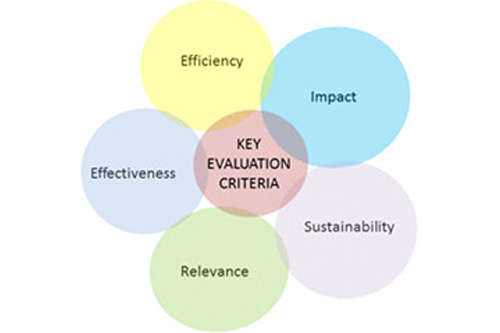 Efficiency
Impact
KEY
EVALUATION
CRITERIA
Effectiveness
Sustainability
Relevance